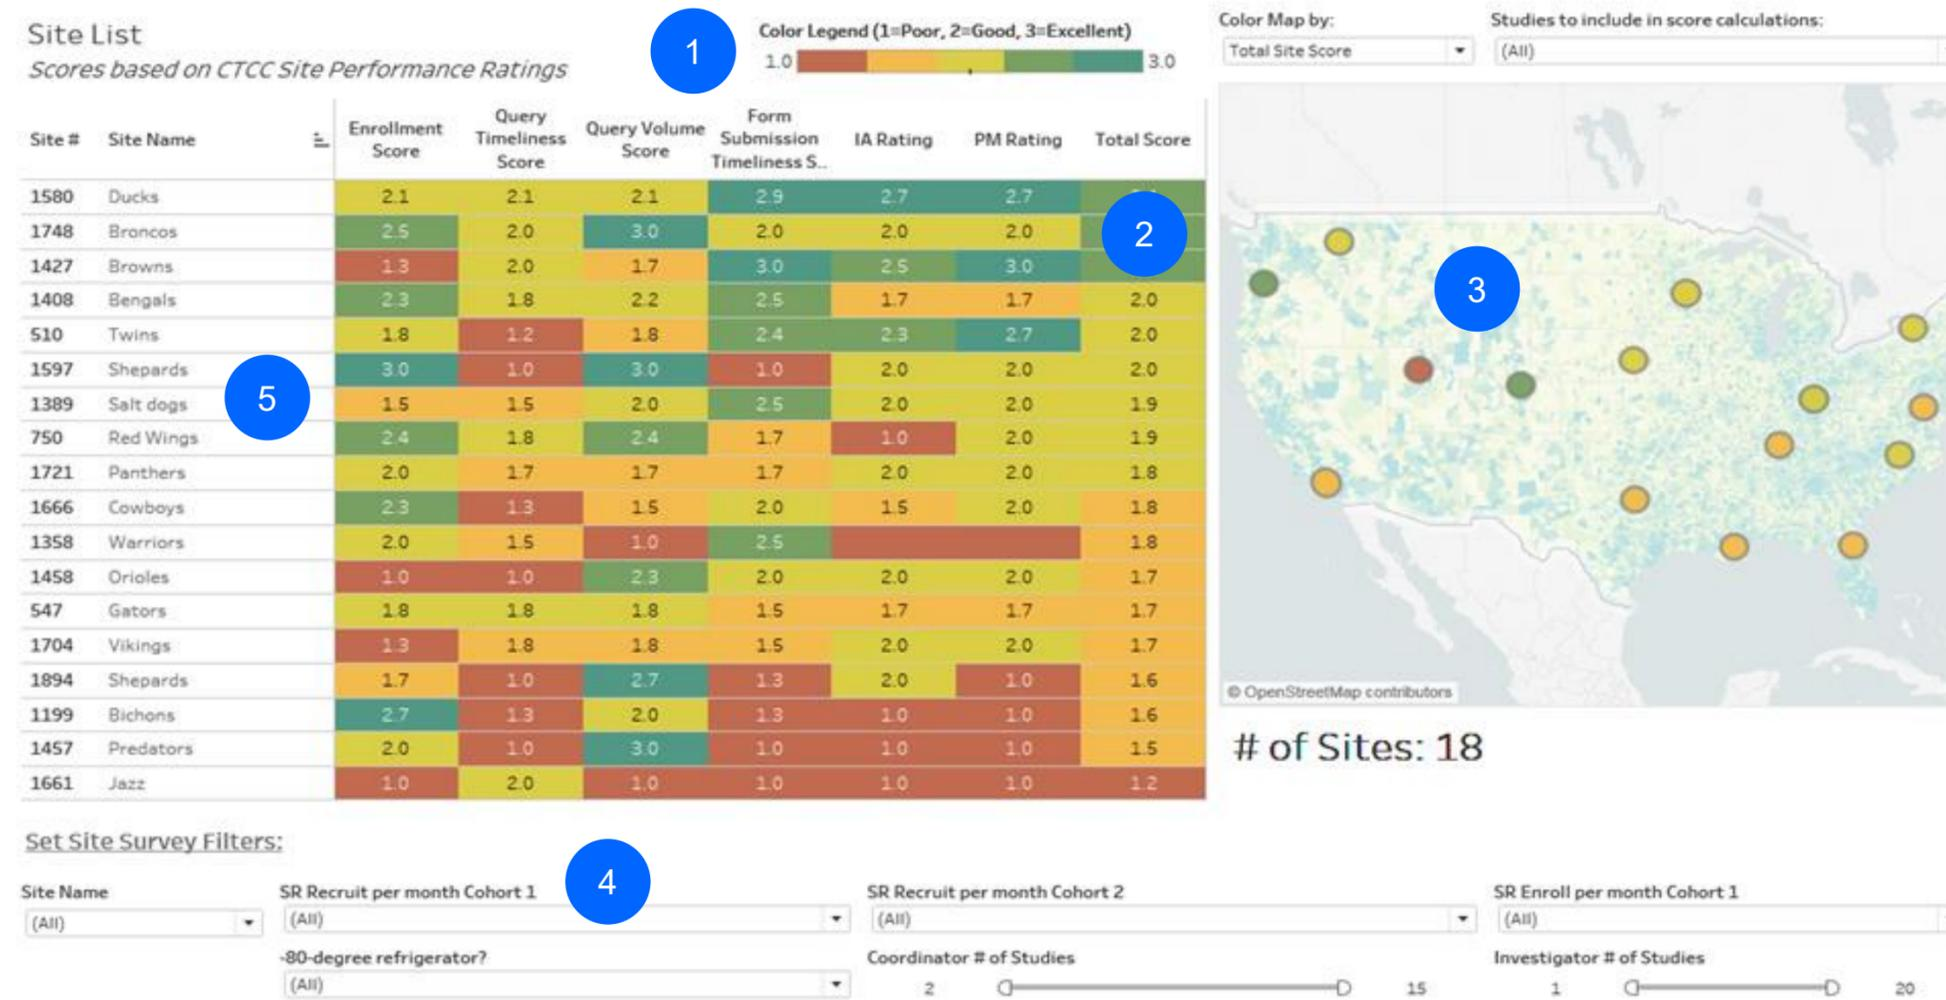 Site List
Scores based on CTCC Site Performance Ratings
1
Color Legend (1=Poor, 2=Good, 3=Excellent)
1.0 3.0
Color Map by:
Total Site Score
Studies to include in score calculations:
(All)
Site # Site Name Enrollment Score Query Timeliness Score Query Volume Score Form Submission Timeliness S.. IA Rating PM Rating Total Score
1580 Ducks 2.1 2.1 2.1 2.9 2.7 2.7
1748 Broncos 2.5 2.0 3.0 2.0 2.0 2.0
2
1427 Browns 1.3 2.0 1.7 3.0 2.5 3.0
1408 Bengals 2.3 1.8 2.2 2.5 1.7 1.7 2.0
510 Twins 1.8 1.2 1.8 2.4 2.3 2.7 2.0
1597 Shepards 3.0 1.0 3.0 1.0 2.0 2.0 2.0
5
1389 Salt dogs 1.5 1.5 2.0 2.5 2.0 2.0 1.9
750 Red Wings 2.4 1.8 2.4 1.7 1.0 2.0 1.9
1721 Panthers 2.0 1.7 1.7 1.7 2.0 2.0 1.8
1666 Cowboys 2.3 1.3 1.5 2.0 1.5 2.0 1.8
1358 Warriors 2.0 1.5 1.0 2.5 1.8
1458 Orioles 1.0 1.0 2.3 2.0 2.0 2.0 1.7
547 Gators 1.8 1.8 1.8 1.5 1.7 1.7 1.7
1704 Vikings 1.3 1.8 1.8 1.5 2.0 2.0 1.7
1894 Shepards 1.7 1.0 2.7 1.3 2.0 1.0 1.6
1199 Bichons 2.7 1.3 2.0 1.3 1.0 1.0 1.6
1457 Predators 2.0 1.0 3.0 1.0 1.0 1.0 1.5
1661 Jazz 1.0 2.0 1.0 1.0 1.0 1.0 1.2
3
© OpenStreetMap contributors
# of Sites: 18
Set Site Survey Filters:
Site Name
(All)
SR Recruit per month Cohort 1
4
(All)
SR Recruit per month Cohort 2
(All)
SR Enroll per month Cohort 1
(All)
-80-degree refrigerator?
(All)
Coordinator # of Studies
2 15
Investigator # of Studies
1 20